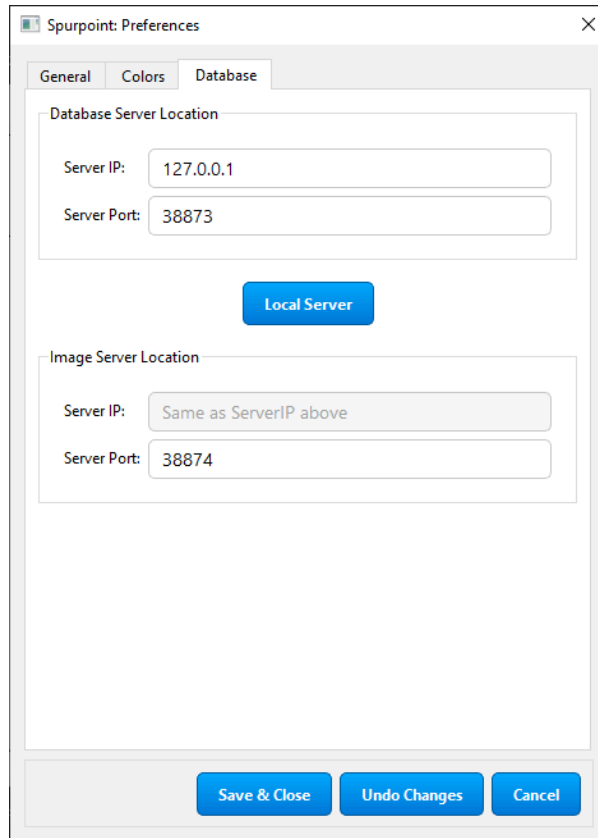 Spurpoint: Preferences
General Colors Database
Database Server Location
Server IP: 127.0.0.1
Server Port: 38873
Local Server
Image Server Location
Server IP: Same as ServerIP above
Server Port: 38874
Save & Close Undo Changes Cancel